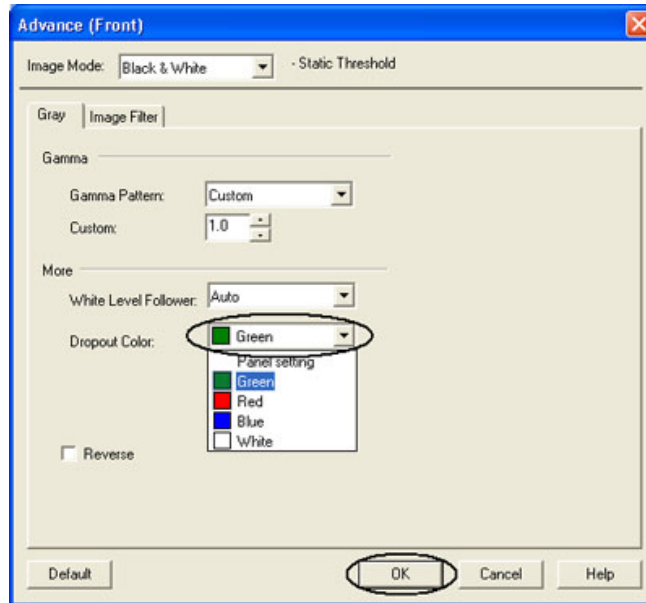 Advance (Front)
Image Mode: Black & White - Static Threshold
Gray Image Filter
Gamma
Gamma Pattern: Custom
Custom: 1.0
More
White Level Follower: Auto
Dropout Color: Green
Panel setting
Green
Red
Blue
White
Reverse
Default OK Cancel Help